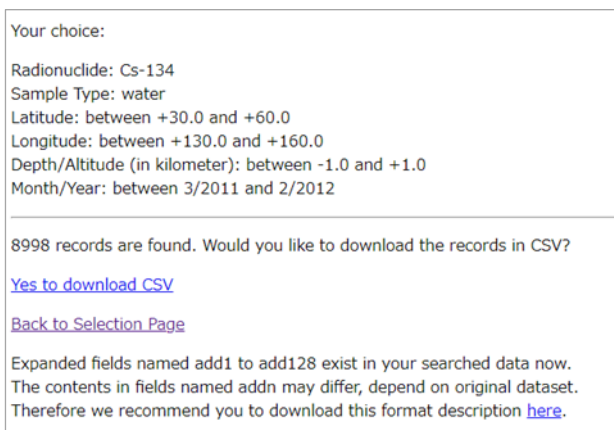 Your choice:
Radionuclide: Cs-134
Sample Type: water
Latitude: between +30.0 and +60.0
Longitude: between +130.0 and +160.0
Depth/Altitude (in kilometer): between -1.0 and +1.0
Month/Year: between 3/2011 and 2/2012
8998 records are found. Would you like to download the records in CSV?
Yes to download CSV
Back to Selection Page
Expanded fields named add1 to add128 exist in your searched data now.
The contents in fields named addn may differ, depend on original dataset.
Therefore we recommend you to download this format description here.